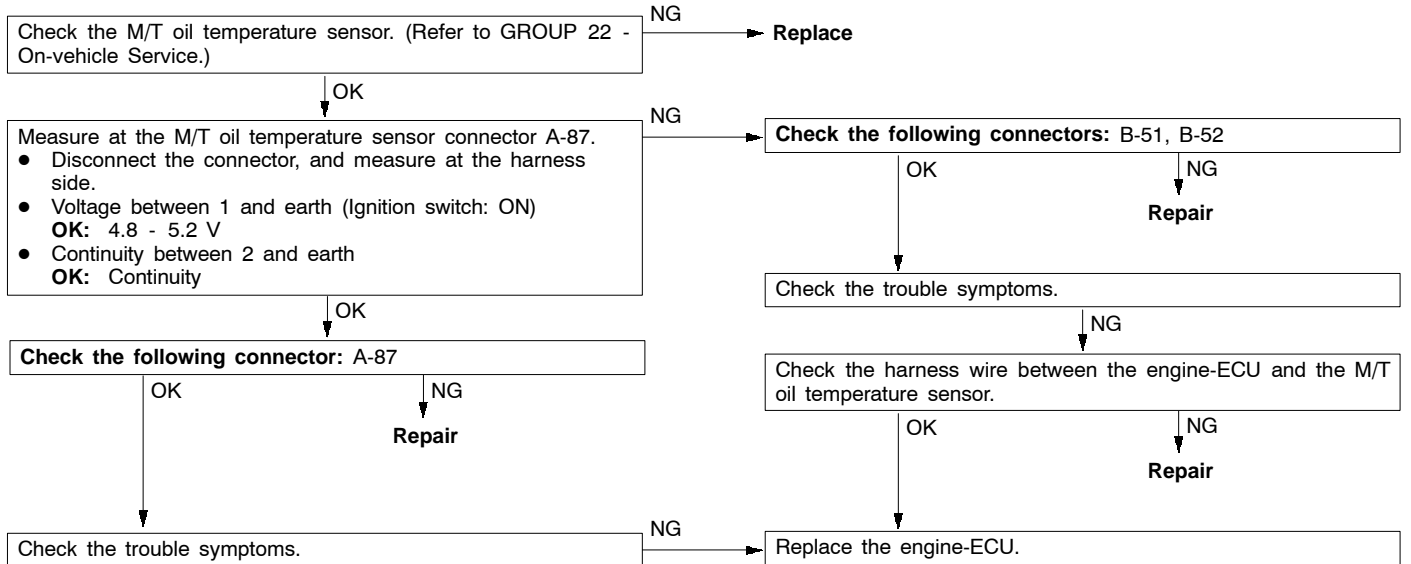 Check the M/T oil temperature sensor. (Refer to GROUP 22 -
On-vehicle Service.)
NG
Replace
OK
Measure at the M/T oil temperature sensor connector A-87.
● Disconnect the connector, and measure at the harness
side.
● Voltage between 1 and earth (Ignition switch: ON)
OK: 4.8 - 5.2 V
● Continuity between 2 and earth
OK: Continuity
NG
Check the following connectors: B-51, B-52
OK
NG
Repair
Check the trouble symptoms.
NG
Check the harness wire between the engine-ECU and the M/T
oil temperature sensor.
OK
NG
Repair
OK
Check the following connector: A-87
OK
NG
Repair
Check the trouble symptoms.
NG
Replace the engine-ECU.